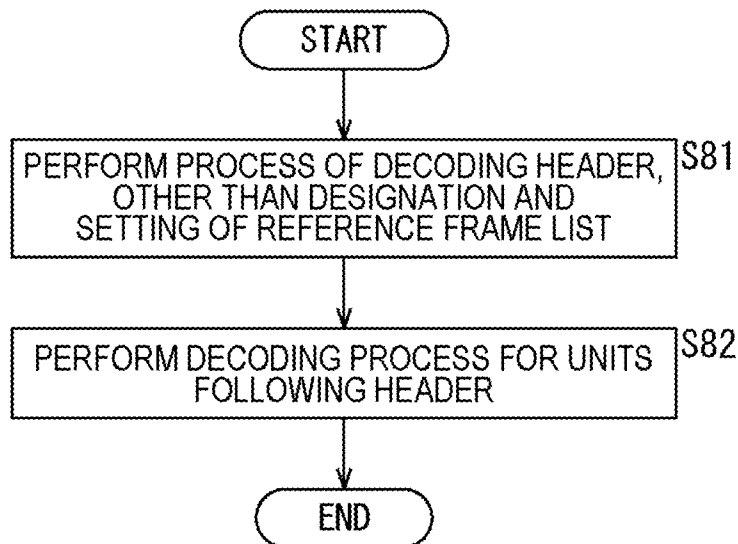 START
PERFORM PROCESS OF DECODING HEADER,
OTHER THAN DESIGNATION AND
SETTING OF REFERENCE FRAME LIST
S81
PERFORM DECODING PROCESS FOR UNITS
FOLLOWING HEADER
S82
END